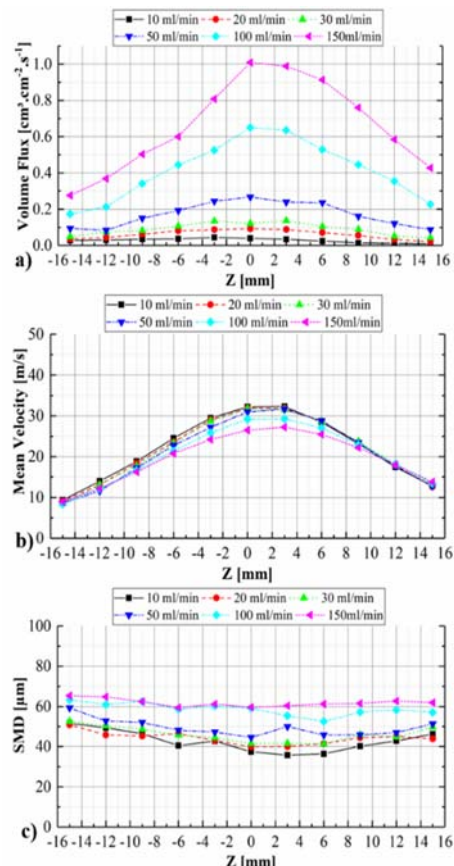 10 ml/min 20 ml/min 30 ml/min
50 ml/min 100 ml/min 150ml/min
Volume Flux [cm³.cm⁻².s⁻¹]
1.0
0.8
0.6
0.4
0.2
0.0
-16 -14 -12 -10 -8 -6 -4 -2 0 2 4 6 8 10 12 14 16
a)
Z [mm]
10 ml/min 20 ml/min 30 ml/min
50 ml/min 100 ml/min 150ml/min
Mean Velocity [m/s]
50
40
30
20
10
0
-16 -14 -12 -10 -8 -6 -4 -2 0 2 4 6 8 10 12 14 16
b)
Z [mm]
10 ml/min 20 ml/min 30 ml/min
50 ml/min 100 ml/min 150ml/min
SMD [µm]
100
80
60
40
20
0
-16 -14 -12 -10 -8 -6 -4 -2 0 2 4 6 8 10 12 14 16
c)
Z [mm]